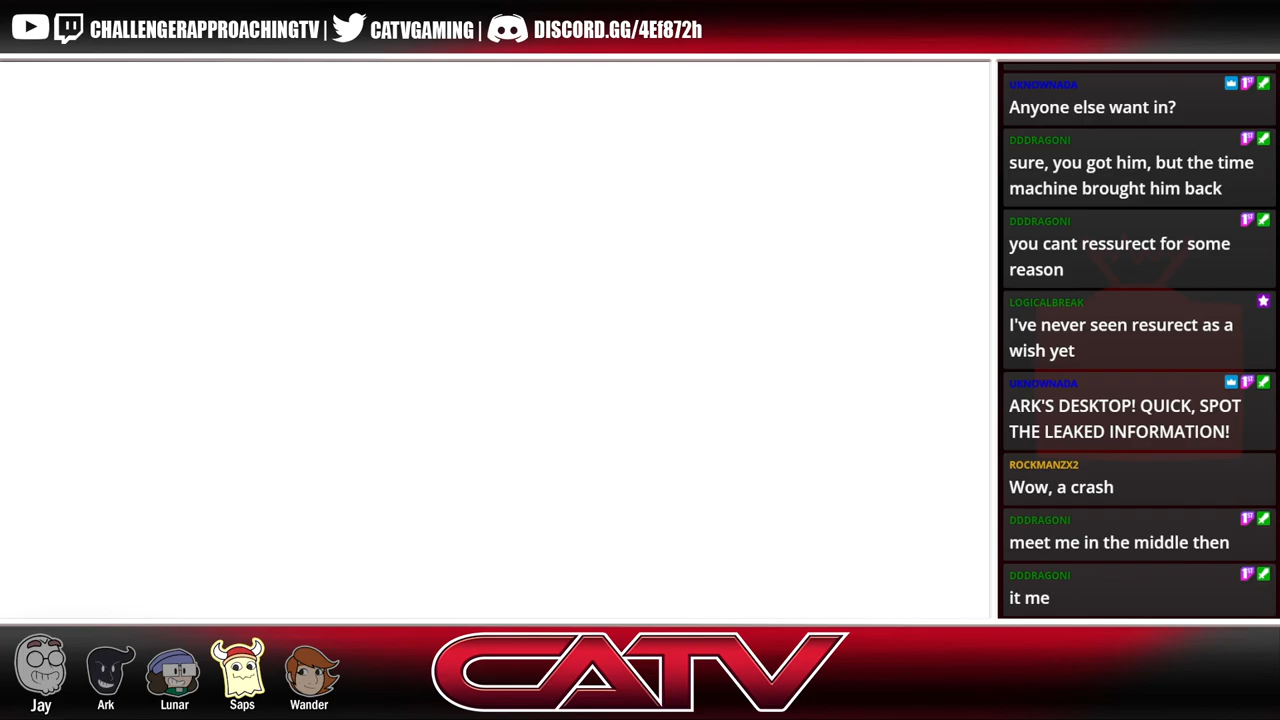 CHALLENGERAPPROACHINGTV | CATVGAMING | DISCORD.GG/4Ef872h
UKNOWNADA
Anyone else want in?
DDDRAGONI
sure, you got him, but the time
machine brought him back
DDDRAGONI
you cant ressurect for some
reason
LOGICALBREAK
I've never seen resurect as a
wish yet
UKNOWNADA
ARK'S DESKTOP! QUICK, SPOT
THE LEAKED INFORMATION!
ROCKMANZX2
Wow, a crash
DDDRAGONI
meet me in the middle then
DDDRAGONI
it me
Jay Ark Lunar Saps Wander
CATV